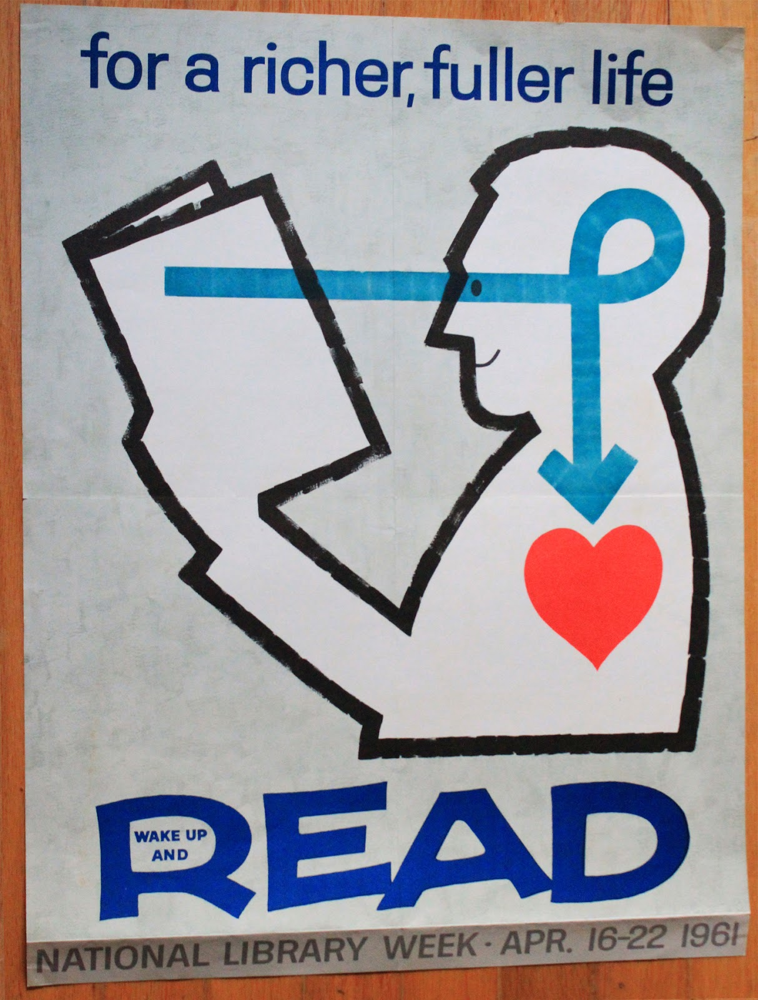 for a richer, fuller life
WAKE UP
AND
READ
NATIONAL LIBRARY WEEK · APR. 16-22 1961